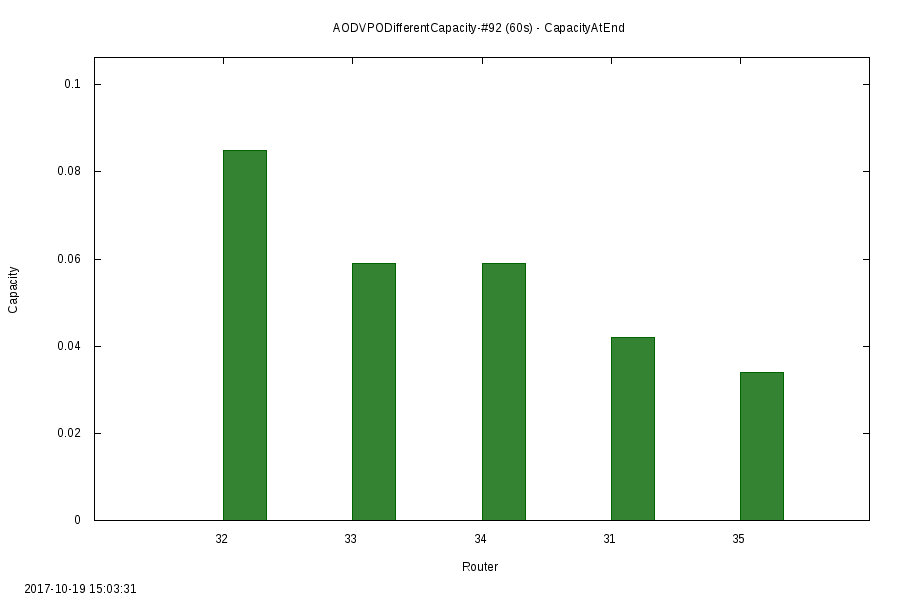 AODVPODifferentCapacity-#92 (60s) - CapacityAtEnd
0.1
0.08
0.06
0.04
0.02
0
Capacity
32 33 34 31 35
Router
2017-10-19 15:03:31